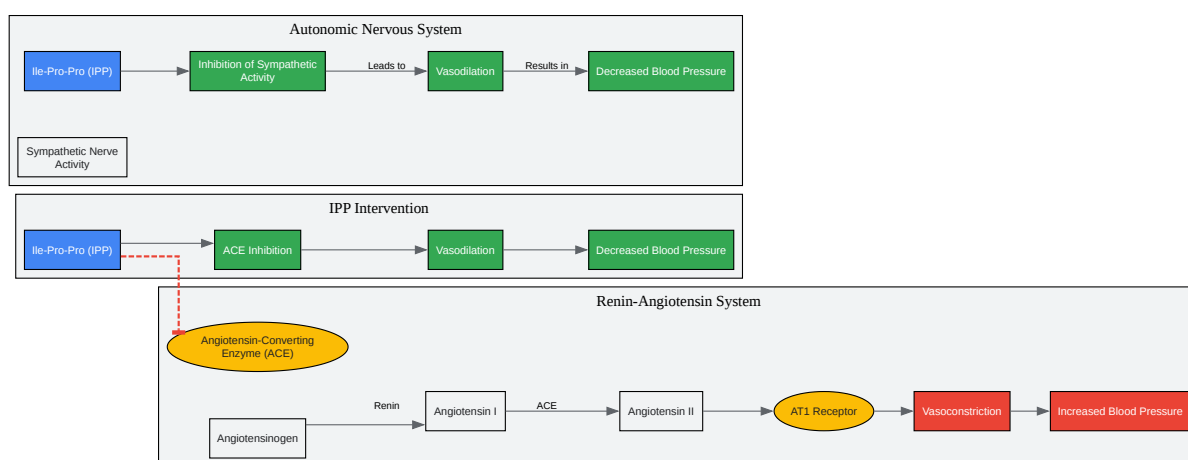 Autonomic Nervous System
Ile-Pro-Pro (IPP)
Inhibition of Sympathetic
Activity
Leads to
Vasodilation
Results in
Decreased Blood Pressure
Sympathetic Nerve
Activity
IPP Intervention
Ile-Pro-Pro (IPP)
ACE Inhibition
Vasodilation
Decreased Blood Pressure
Renin-Angiotensin System
Angiotensin-Converting
Enzyme (ACE)
Angiotensinogen
Renin
Angiotensin I
ACE
Angiotensin II
AT1 Receptor
Vasoconstriction
Increased Blood Pressure